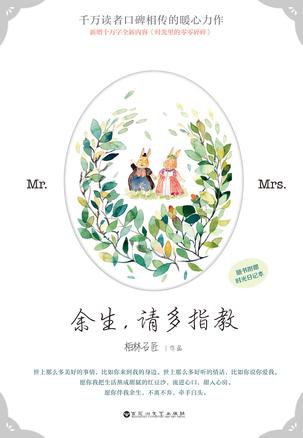 千万读者口碑相传的暖心力作
新增十万字全新内容《时光里的零零碎碎》
Mr.
Mrs.
随书附赠
时光日记本
余生，请多指教
柏林石匠 | 作品
世上那么多美好的事情，比如你来到我的身边。世上那么多好听的情话，比如你说你爱我。
愿你我把生活熬成甜腻的红豆沙，流进心口，甜入心房。
愿你伴我余生，不离不弃，牵手白头。
百花洲文艺出版社